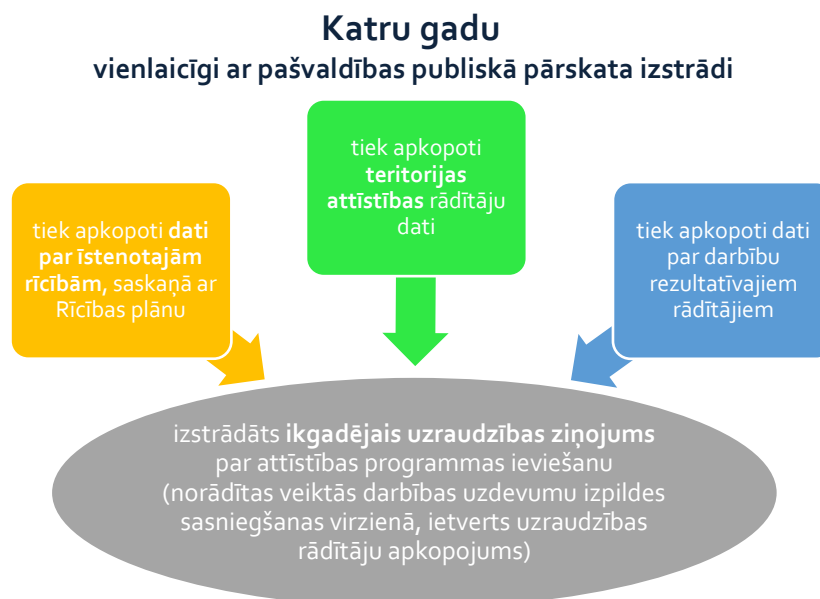 Katru gadu
vienlaicīgi ar pašvaldības publiskā pārskata izstrādi
tiek apkopoti dati
par īstenotajām
rīcībām, saskaņā ar
Rīcības plānu
tiek apkopoti
teritorijas
attīstības rādītāju
dati
tiek apkopoti dati
par darbību
rezultatīvajiem
rādītājiem
izstrādāts ikgadējais uzraudzības ziņojums
par attīstības programmas ieviešanu
(norādītas veiktās darbības uzdevumu izpildes
sasniegšanas virzienā, ietverts uzraudzības
rādītāju apkopojums)